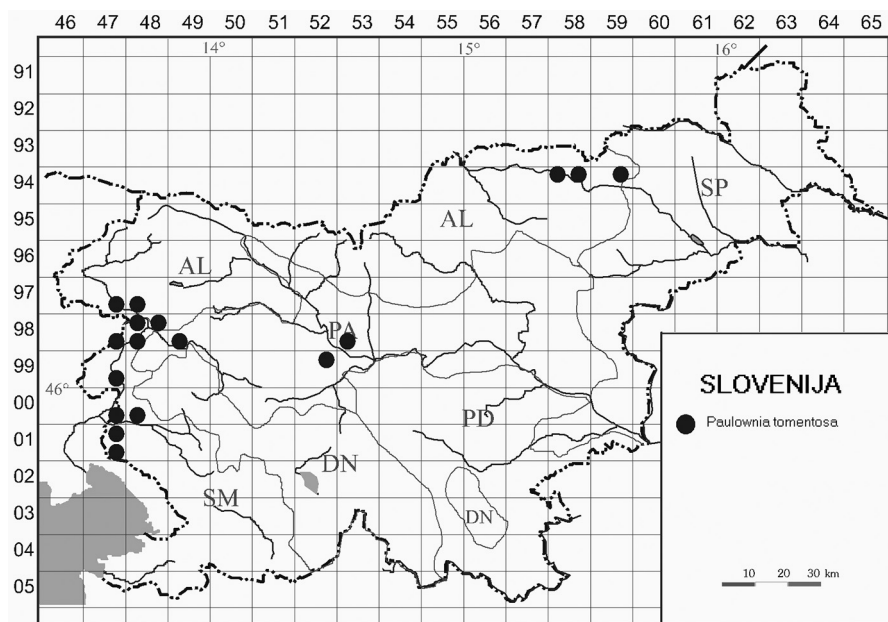 47 48 49 50 51 52 53 54 55 56 57 58 59 60 61 62 63 64 65
14° 15° 16°
91
92
93
94
95
96
97
98
99
46°
00
01
02
03
04
05
SP
AL
AL
PA
PD
DN
SM
DN
SLOVENIJA
Paulownia tomentosa
10 20 30 km